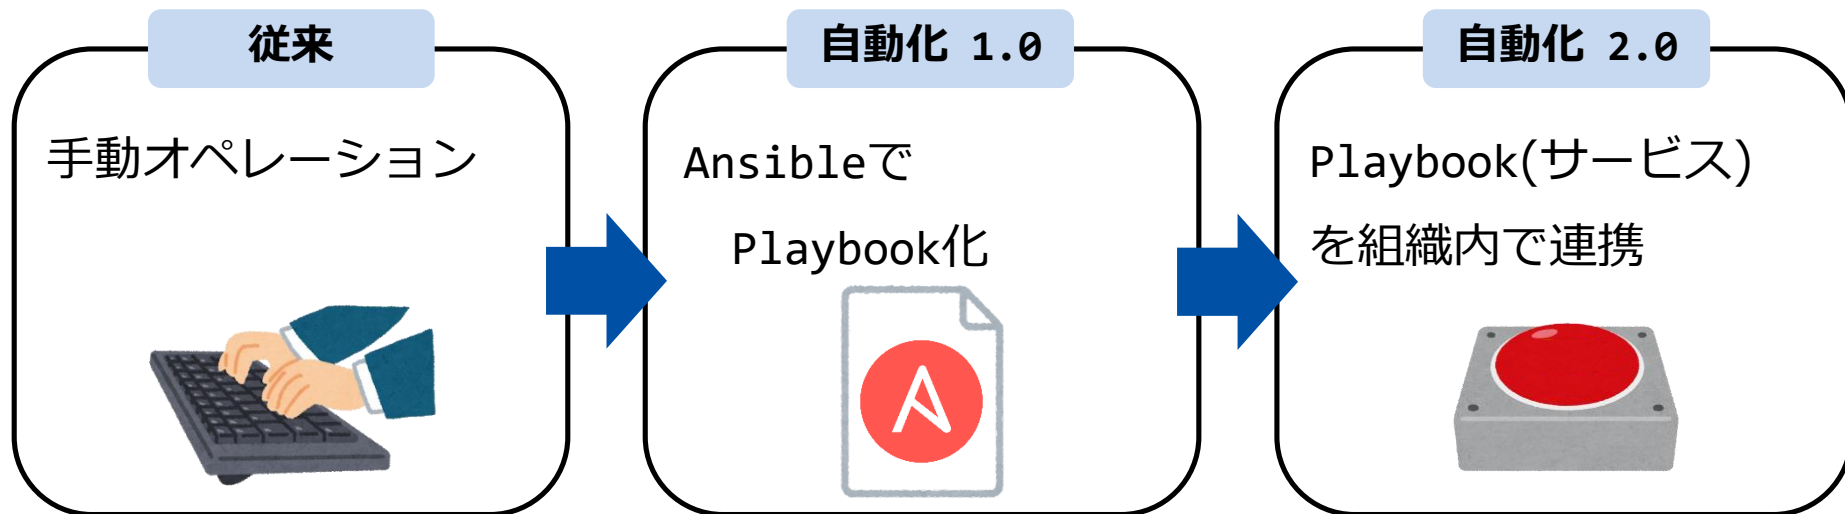 従来
手動オペレーション
自動化 1.0
Ansibleで
Playbook化
自動化 2.0
Playbook(サービス)
を組織内で連携